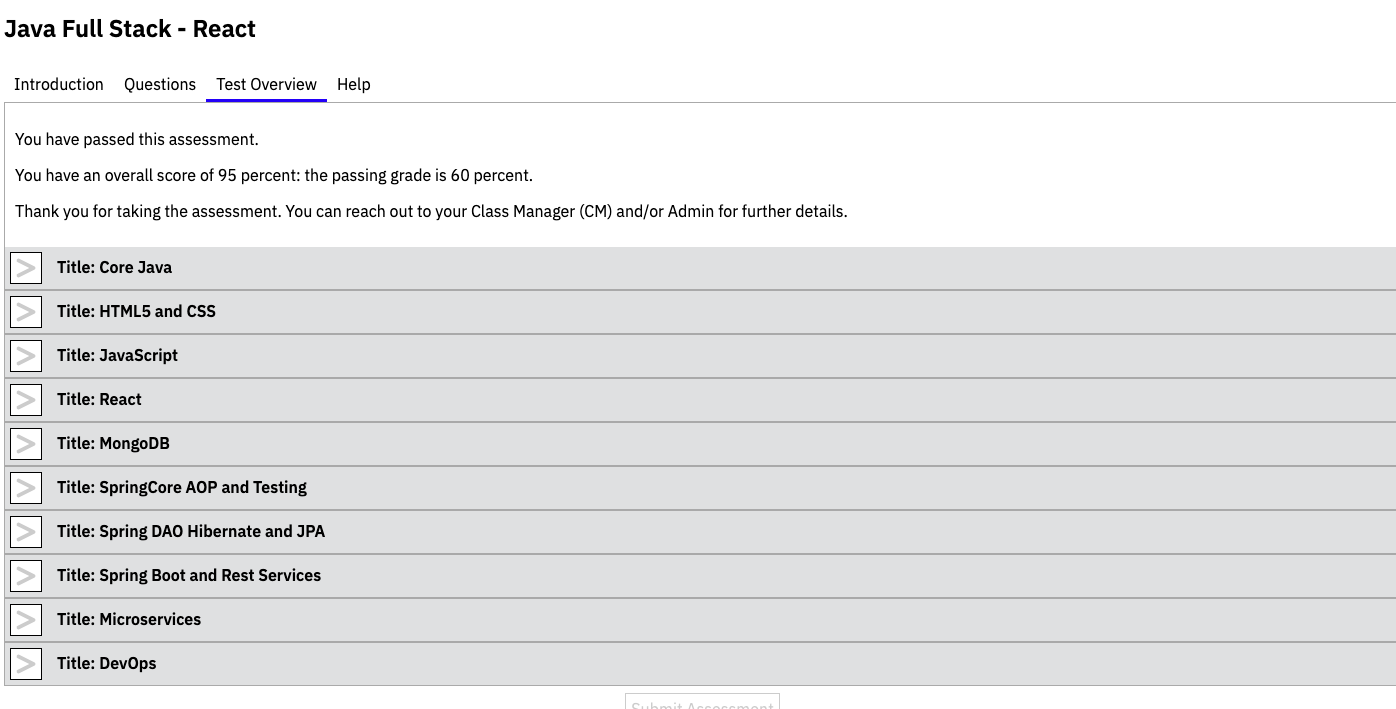 Java Full Stack - React
Introduction Questions Test Overview Help
You have passed this assessment.
You have an overall score of 95 percent: the passing grade is 60 percent.
Thank you for taking the assessment. You can reach out to your Class Manager (CM) and/or Admin for further details.
Title: Core Java
Title: HTML5 and CSS
Title: JavaScript
Title: React
Title: MongoDB
Title: SpringCore AOP and Testing
Title: Spring DAO Hibernate and JPA
Title: Spring Boot and Rest Services
Title: Microservices
Title: DevOps
Submit Assessment